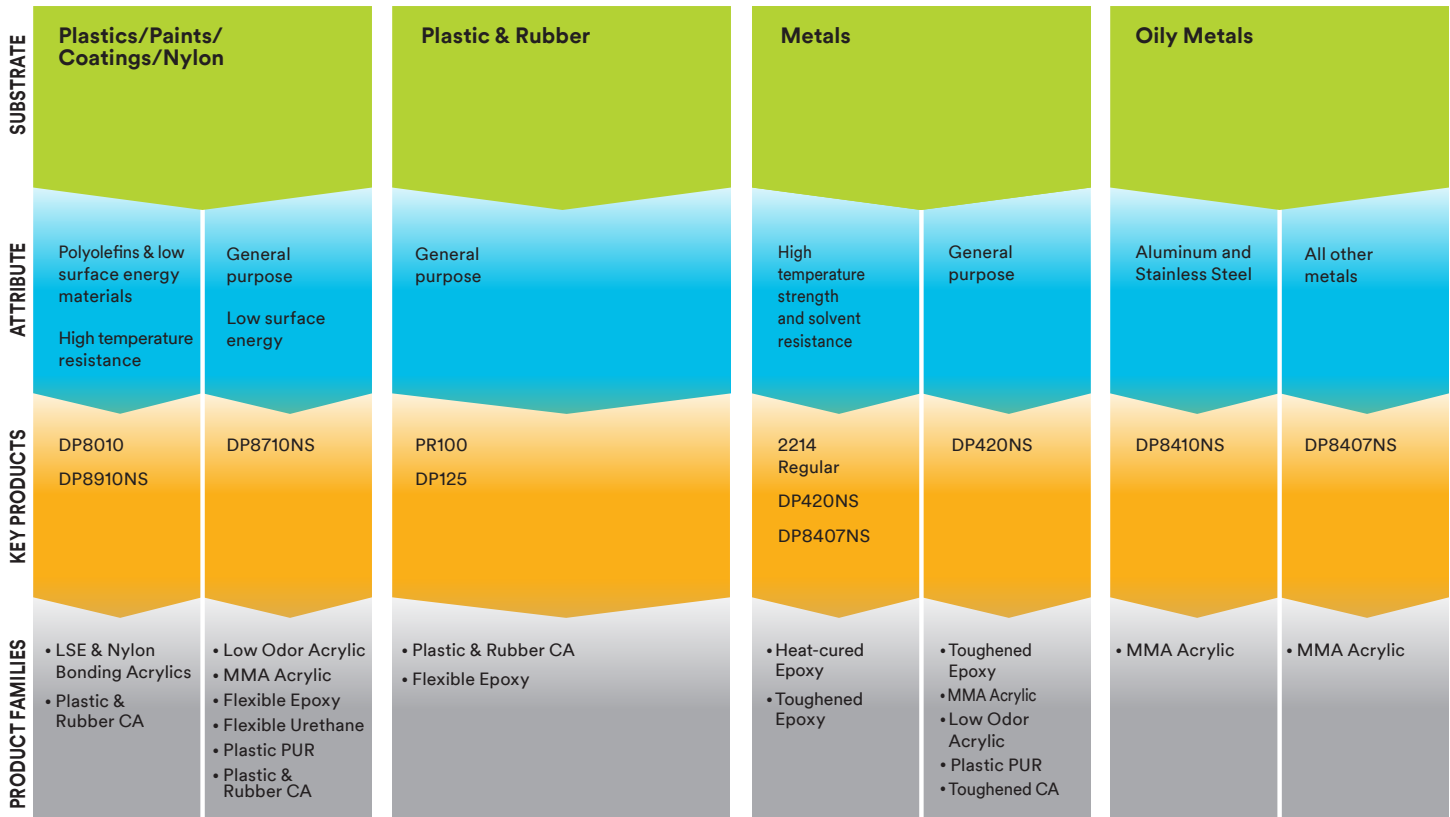 SUBSTRATE
Plastics/Paints/
Coatings/Nylon
Plastic & Rubber
Metals
Oily Metals
ATTRIBUTE
Polyolefins & low
surface energy
materials
High temperature
resistance
General
purpose
Low surface
energy
General
purpose
High
temperature
strength
and solvent
resistance
General
purpose
Aluminum and
Stainless Steel
All other
metals
KEY PRODUCTS
DP8010
DP8910NS
DP8710NS
PR100
DP125
2214
Regular
DP420NS
DP8407NS
DP420NS
DP8410NS
DP8407NS
PRODUCT FAMILIES
• LSE & Nylon
Bonding Acrylics
• Plastic &
Rubber CA
• Low Odor Acrylic
• MMA Acrylic
• Flexible Epoxy
• Flexible Urethane
• Plastic PUR
• Plastic &
Rubber CA
• Plastic & Rubber CA
• Flexible Epoxy
• Heat-cured
Epoxy
• Toughened
Epoxy
• Toughened
Epoxy
• MMA Acrylic
• Low Odor
Acrylic
• Plastic PUR
• Toughened CA
• MMA Acrylic
• MMA Acrylic